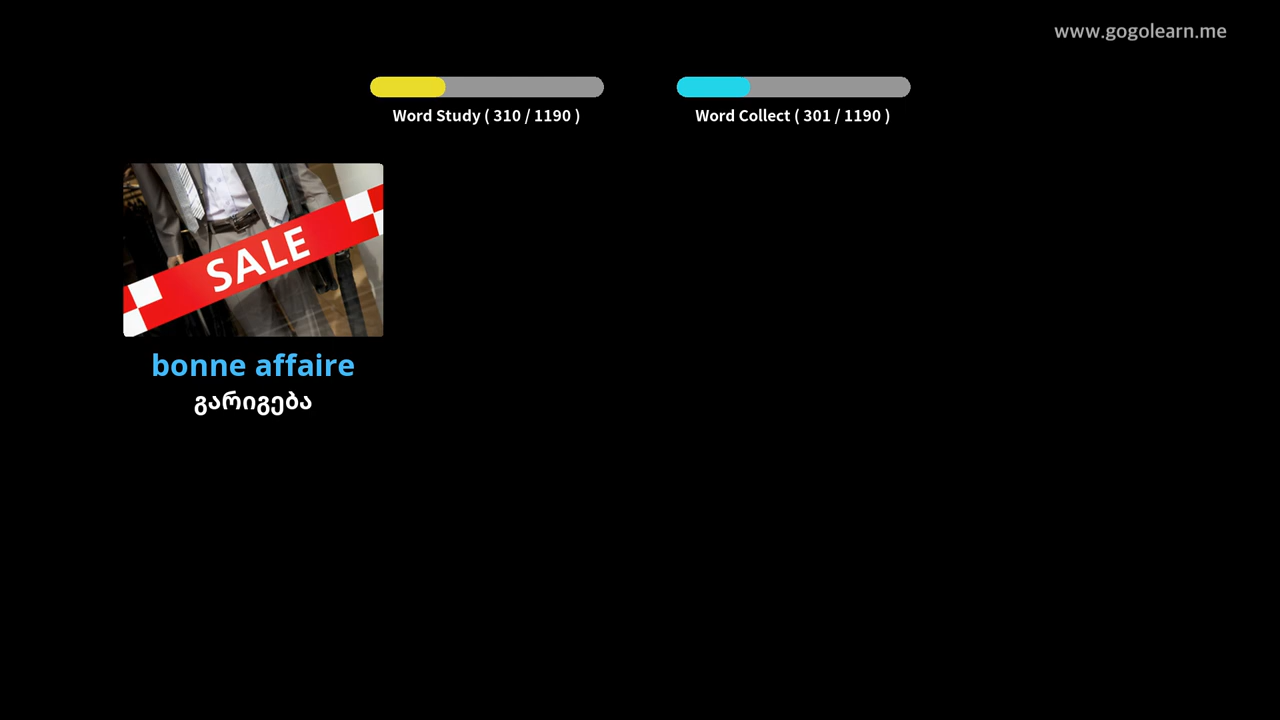 www.gogolearn.me
Word Study ( 310 / 1190 )
Word Collect ( 301 / 1190 )
SALE
bonne affaire
გარიგება